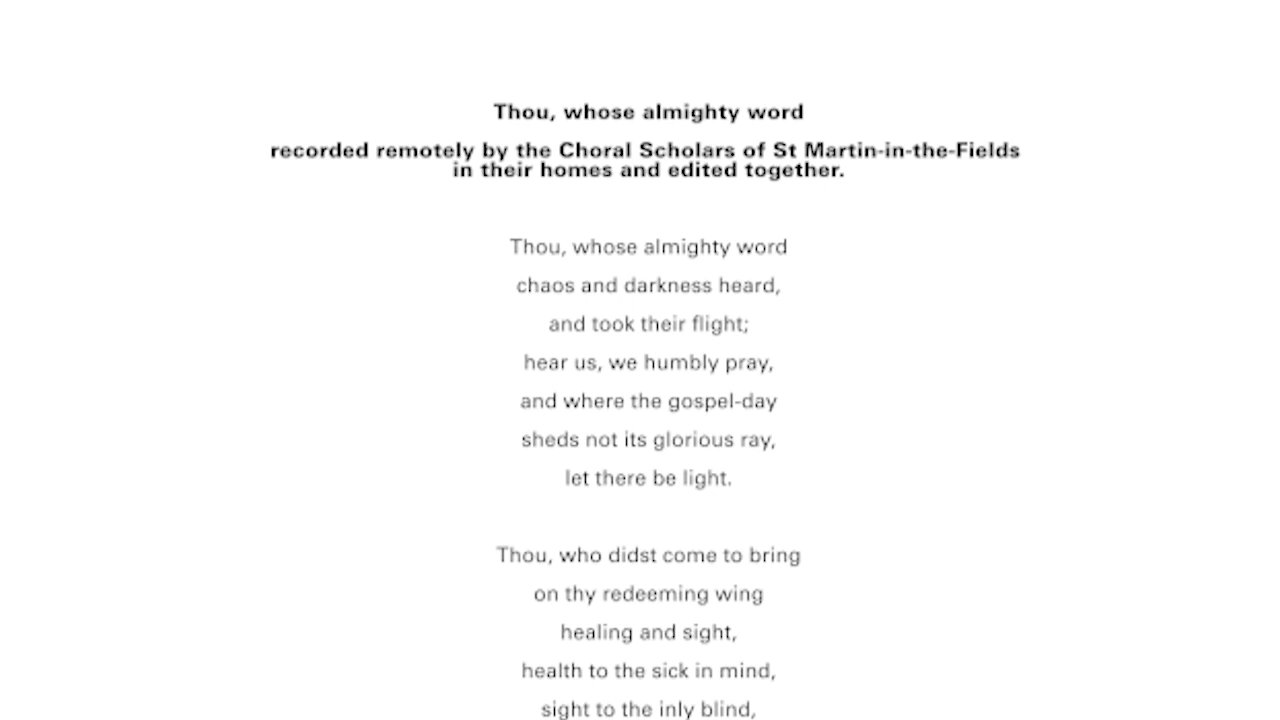 Thou, whose almighty word
recorded remotely by the Choral Scholars of St Martin-in-the-Fields
in their homes and edited together.
Thou, whose almighty word
chaos and darkness heard,
and took their flight;
hear us, we humbly pray,
and where the gospel-day
sheds not its glorious ray,
let there be light.
Thou, who didst come to bring
on thy redeeming wing
healing and sight,
health to the sick in mind,
sight to the inly blind,